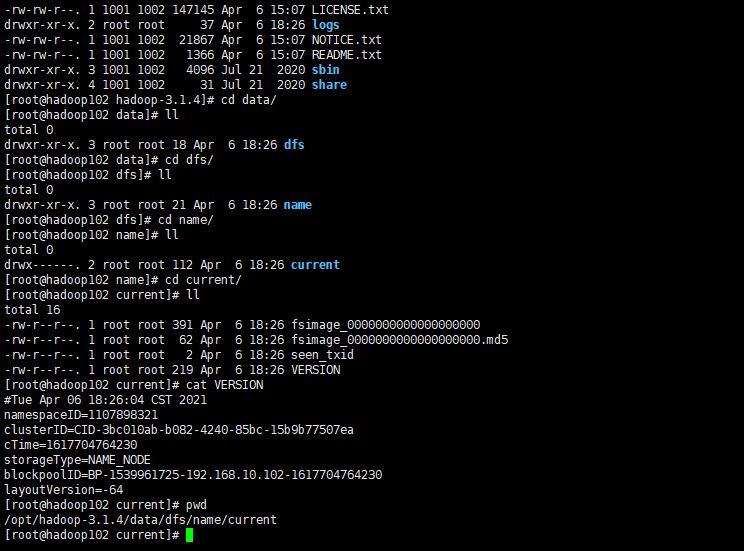 -rw-rw-r--. 1 1001 1002 147145 Apr  6 15:07 LICENSE.txt
drwxr-xr-x. 2 root root     37 Apr  6 18:26 logs
-rw-rw-r--. 1 1001 1002  21867 Apr  6 15:07 NOTICE.txt
-rw-rw-r--. 1 1001 1002   1366 Apr  6 15:07 README.txt
drwxr-xr-x. 3 1001 1002   4096 Jul 21  2020 sbin
drwxr-xr-x. 4 1001 1002     31 Jul 21  2020 share
[root@hadoop102 hadoop-3.1.4]# cd data/
[root@hadoop102 data]# ll
total 0
drwxr-xr-x. 3 root root 18 Apr  6 18:26 dfs
[root@hadoop102 data]# cd dfs/
[root@hadoop102 dfs]# ll
total 0
drwxr-xr-x. 3 root root 21 Apr  6 18:26 name
[root@hadoop102 dfs]# cd name/
[root@hadoop102 name]# ll
total 0
drwx------. 2 root root 112 Apr  6 18:26 current
[root@hadoop102 name]# cd current/
[root@hadoop102 current]# ll
total 16
-rw-r--r--. 1 root root 391 Apr  6 18:26 fsimage_0000000000000000000
-rw-r--r--. 1 root root  62 Apr  6 18:26 fsimage_0000000000000000000.md5
-rw-r--r--. 1 root root   2 Apr  6 18:26 seen_txid
-rw-r--r--. 1 root root 219 Apr  6 18:26 VERSION
[root@hadoop102 current]# cat VERSION
#Tue Apr 06 18:26:04 CST 2021
namespaceID=1107898321
clusterID=CID-3bc010ab-b082-4240-85bc-15b9b77507ea
cTime=1617704764230
storageType=NAME_NODE
blockpoolID=BP-1539961725-192.168.10.102-1617704764230
layoutVersion=-64
[root@hadoop102 current]# pwd
/opt/hadoop-3.1.4/data/dfs/name/current
[root@hadoop102 current]#